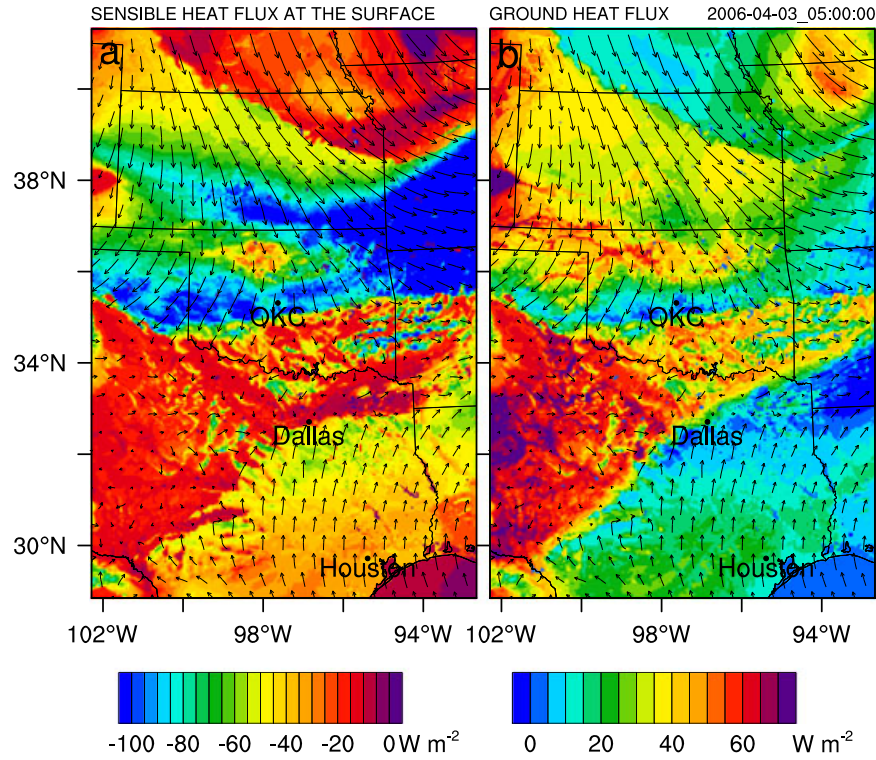 SENSIBLE HEAT FLUX AT THE SURFACE GROUND HEAT FLUX 2006-04-03_05:00:00
a b
38°N
OKC OKC
34°N
Dallas Dallas
30°N Houston Houston
102°W 98°W 94°W 102°W 98°W 94°W
-100 -80 -60 -40 -20 0 W m-2 0 20 40 60 W m-2